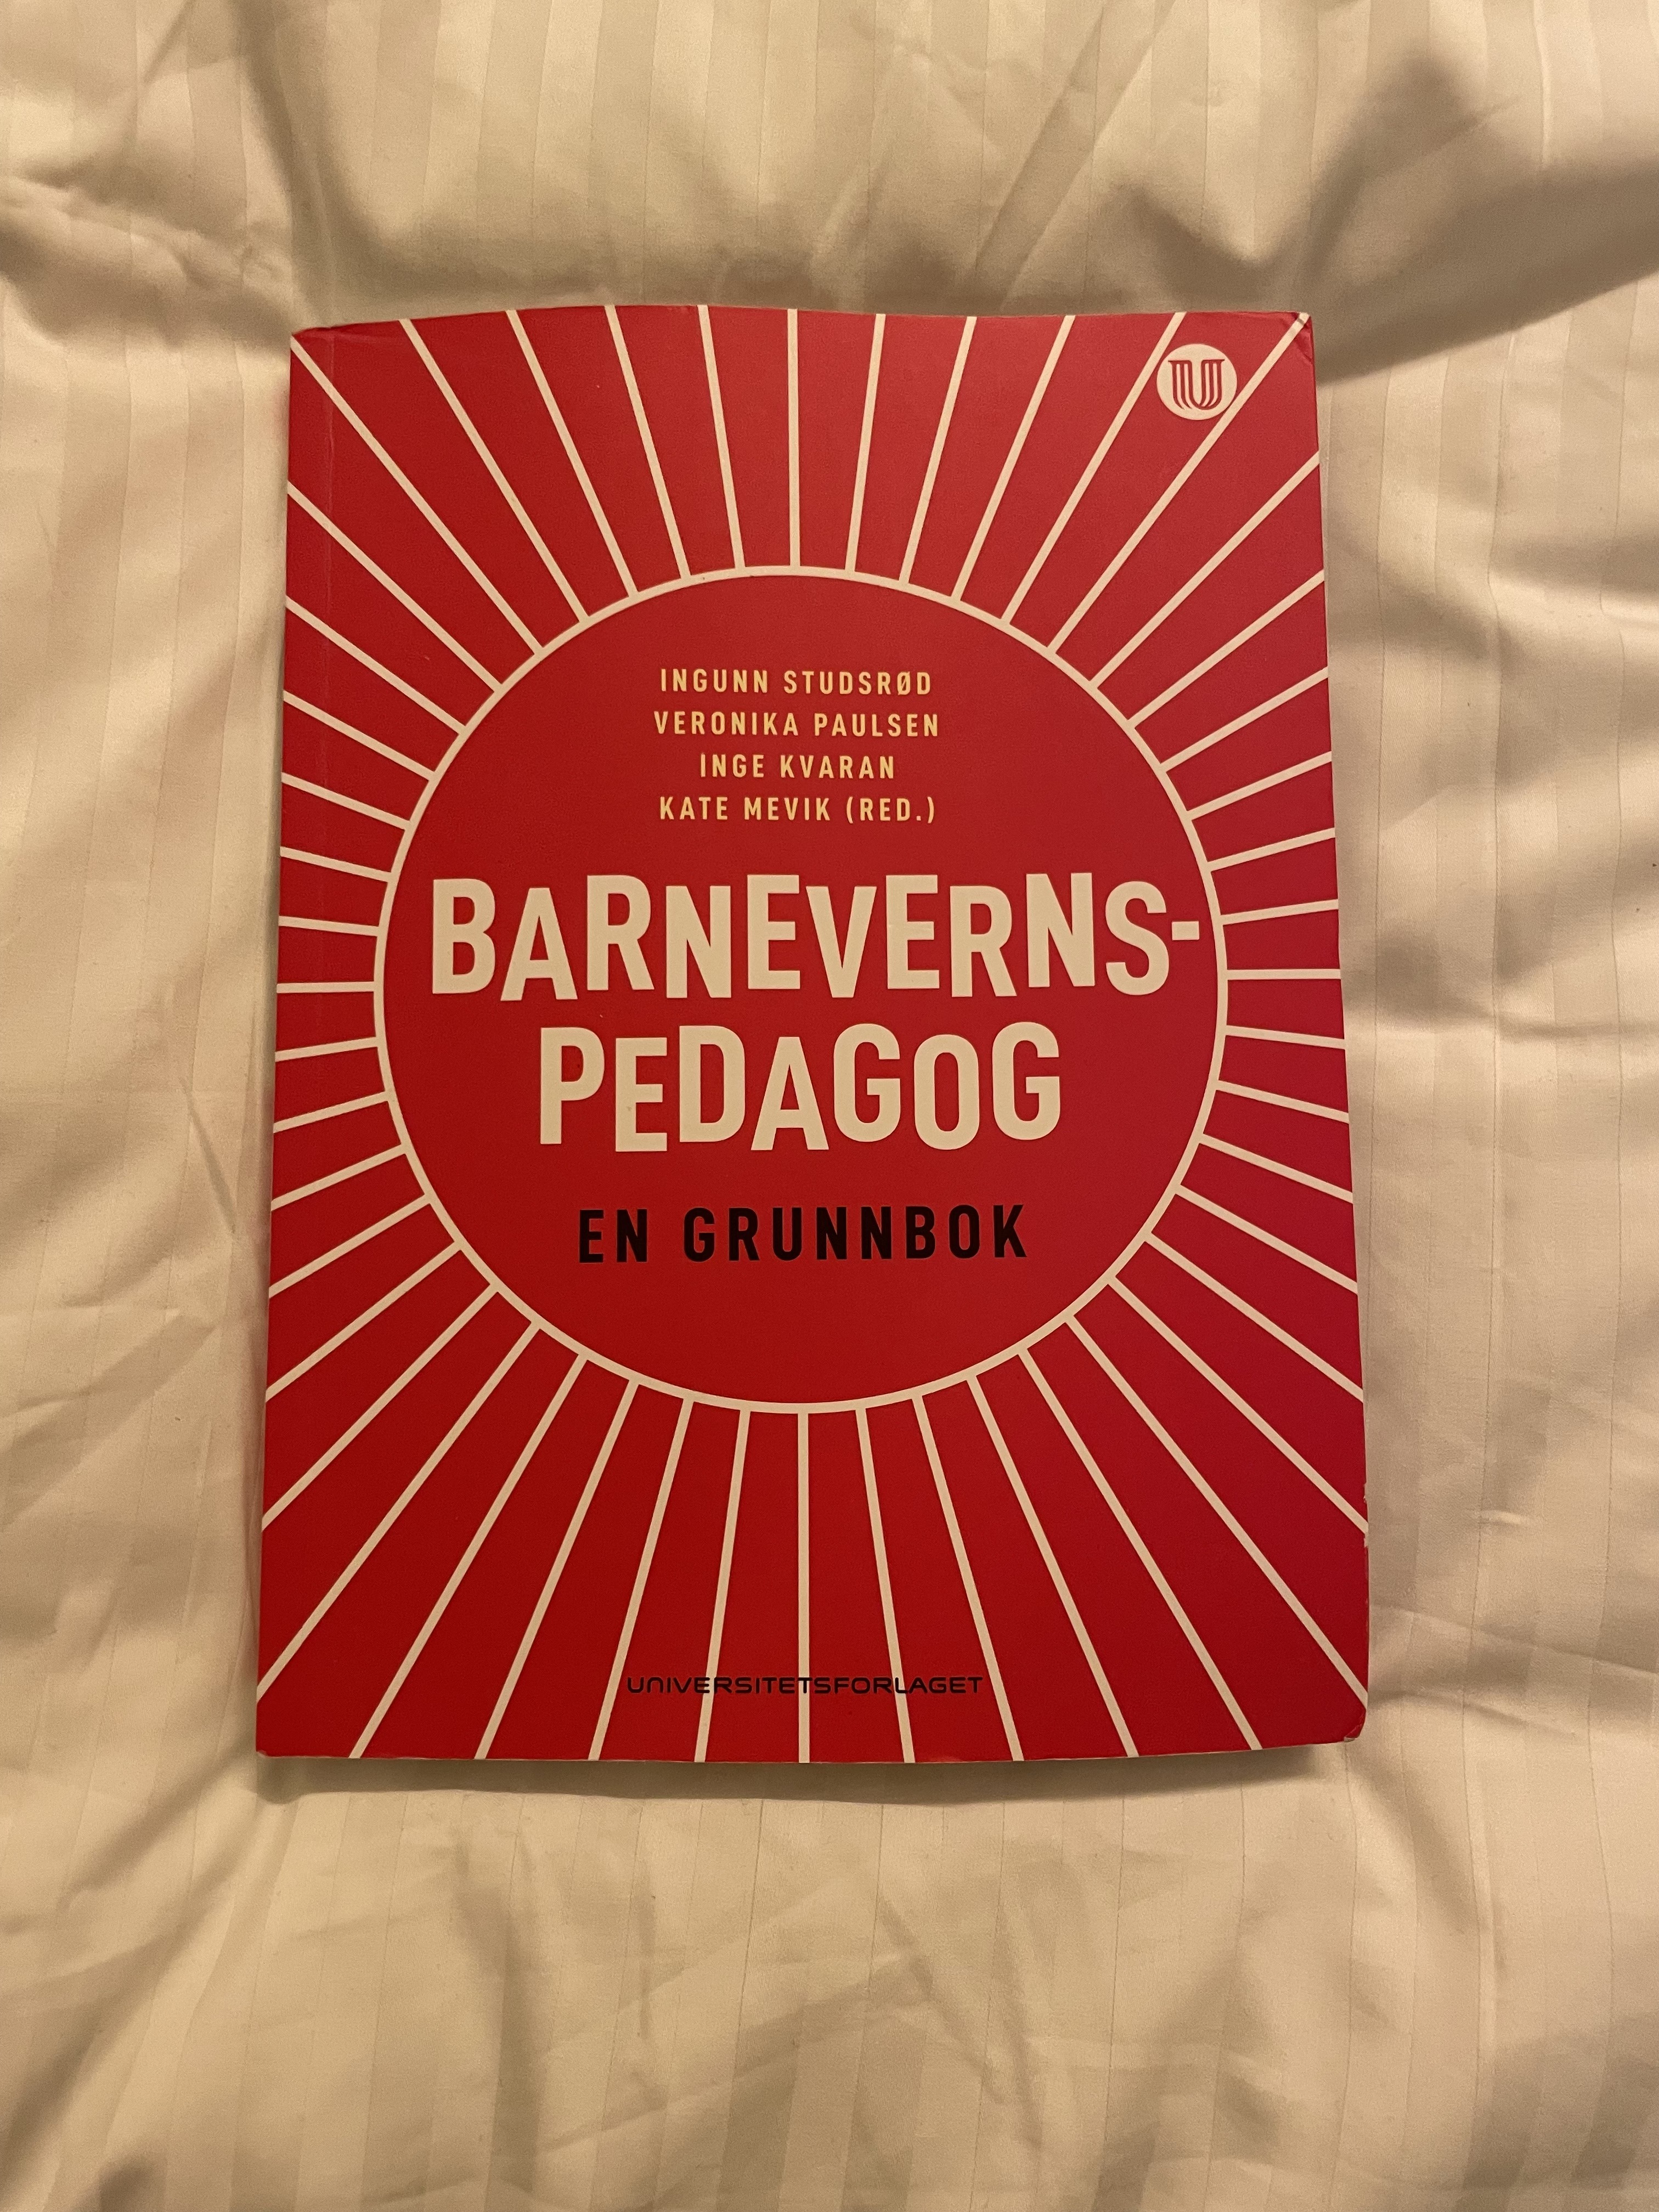 U
INGUNN STUDSRØD
VERONIKA PAULSEN
INGE KVARAN
KATE MEVIK (RED.)
BARNEVERNS-
PEDAGOG
EN GRUNNBOK
UNIVERSITETSFORLAGET